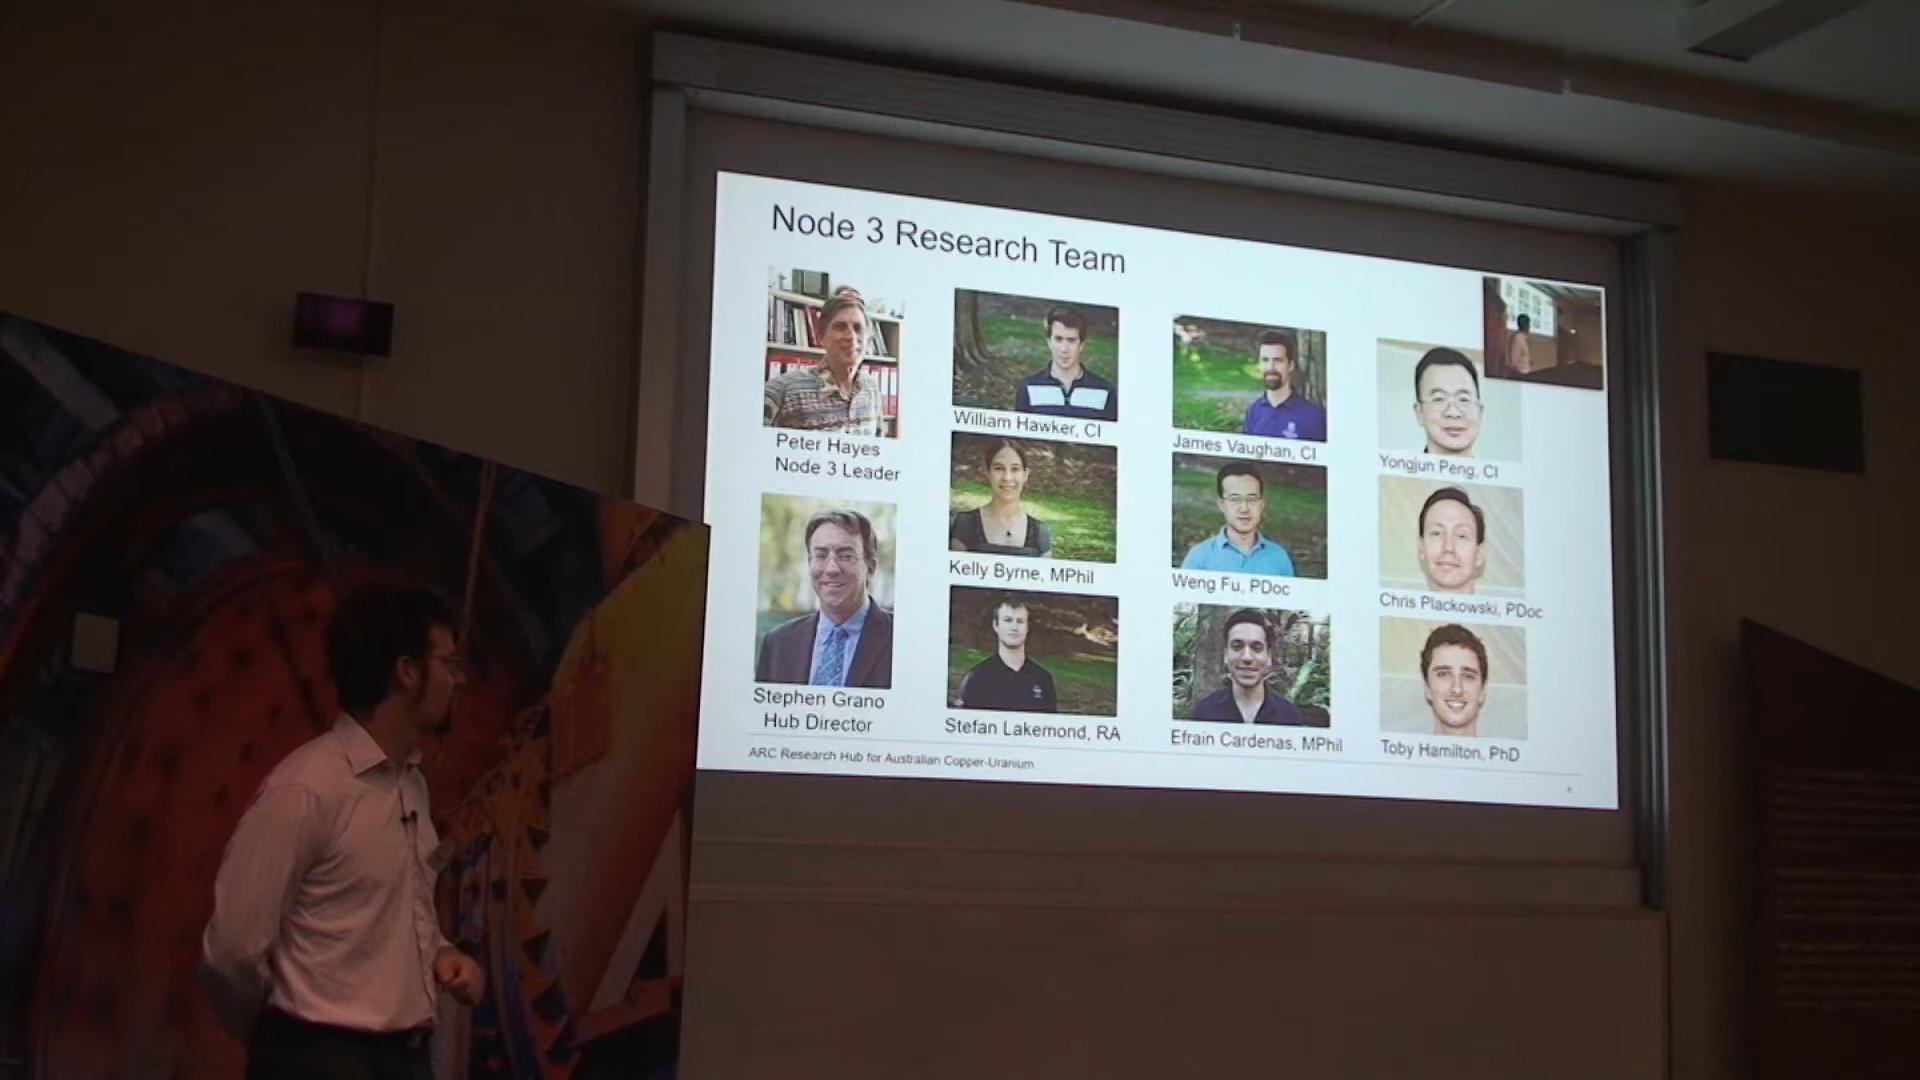 Node 3 Research Team
Peter Hayes
Node 3 Leader
Stephen Grano
Hub Director
William Hawker, CI
Kelly Byrne, MPhil
Stefan Lakemond, RA
James Vaughan, CI
Weng Fu, PDoc
Efrain Cardenas, MPhil
Yongjun Peng, CI
Chris Plackowski, PDoc
Toby Hamilton, PhD
ARC Research Hub for Australian Copper-Uranium